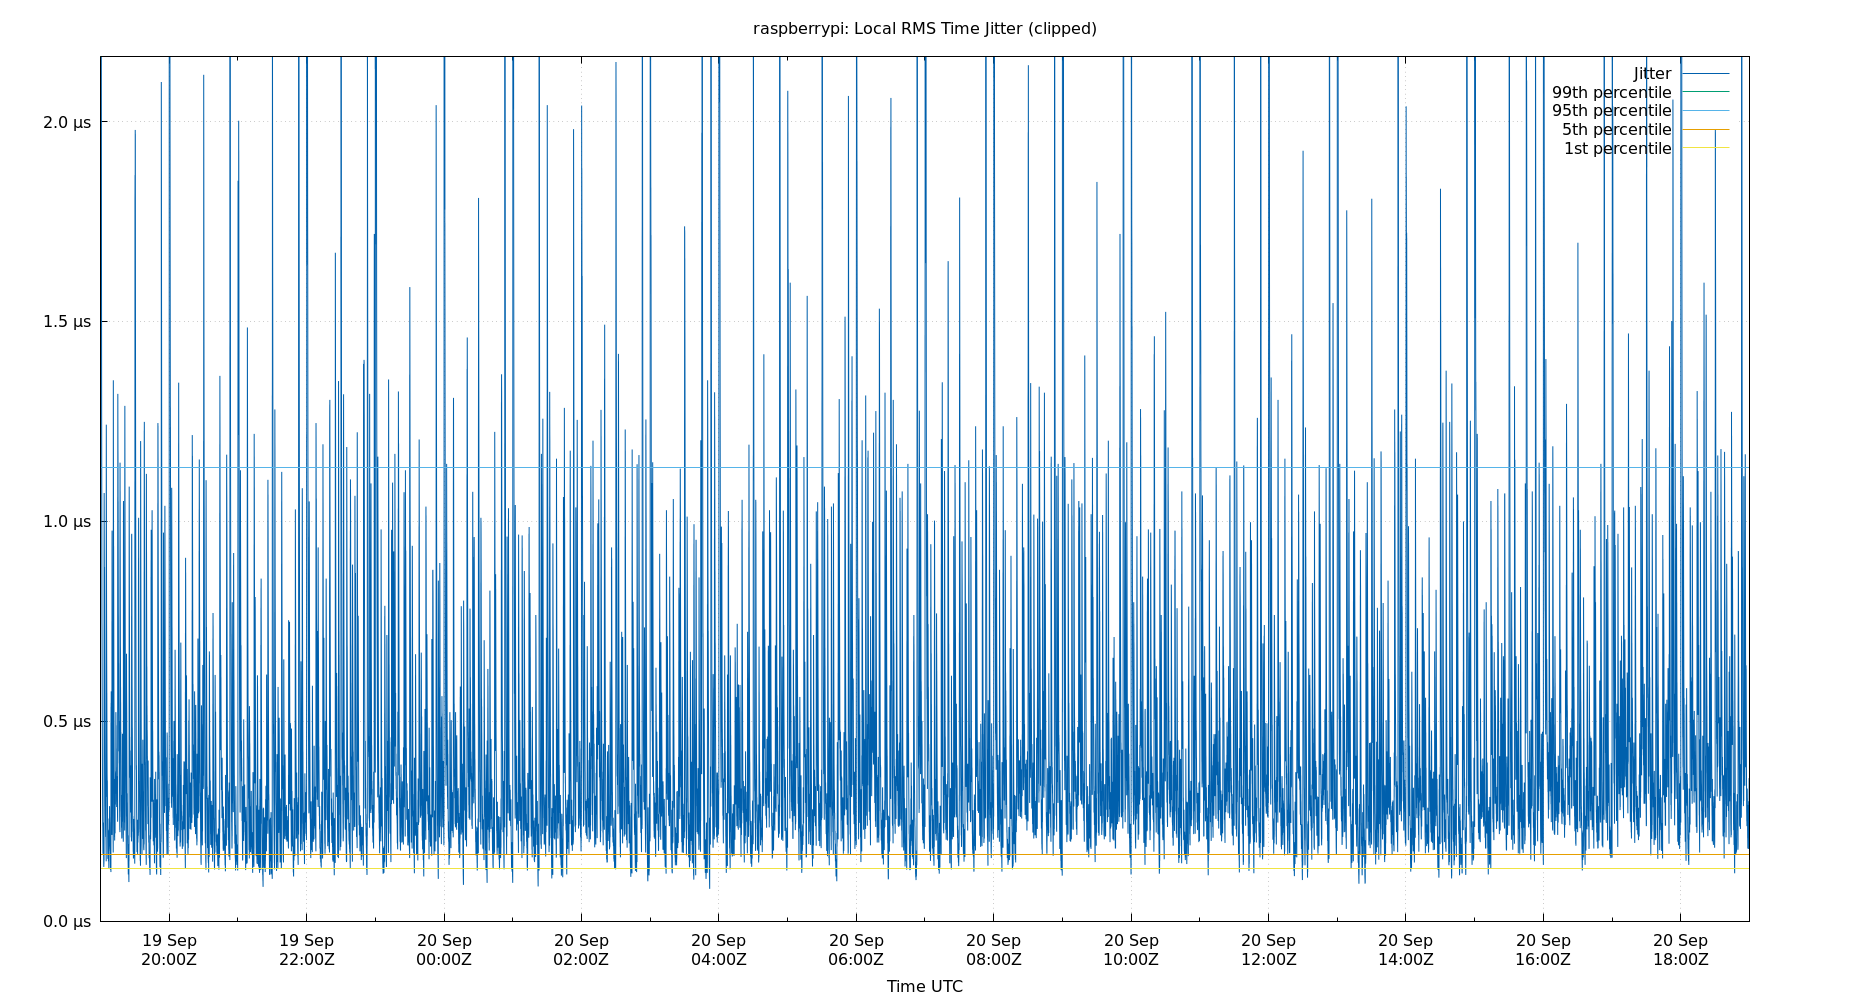 raspberrypi: Local RMS Time Jitter (clipped)
Jitter
99th percentile
95th percentile
5th percentile
1st percentile
2.0 µs
1.5 µs
1.0 µs
0.5 µs
0.0 µs
19 Sep 19 Sep 20 Sep 20 Sep 20 Sep 20 Sep 20 Sep 20 Sep 20 Sep 20 Sep 20 Sep 20 Sep
20:00Z 22:00Z 00:00Z 02:00Z 04:00Z 06:00Z 08:00Z 10:00Z 12:00Z 14:00Z 16:00Z 18:00Z
Time UTC